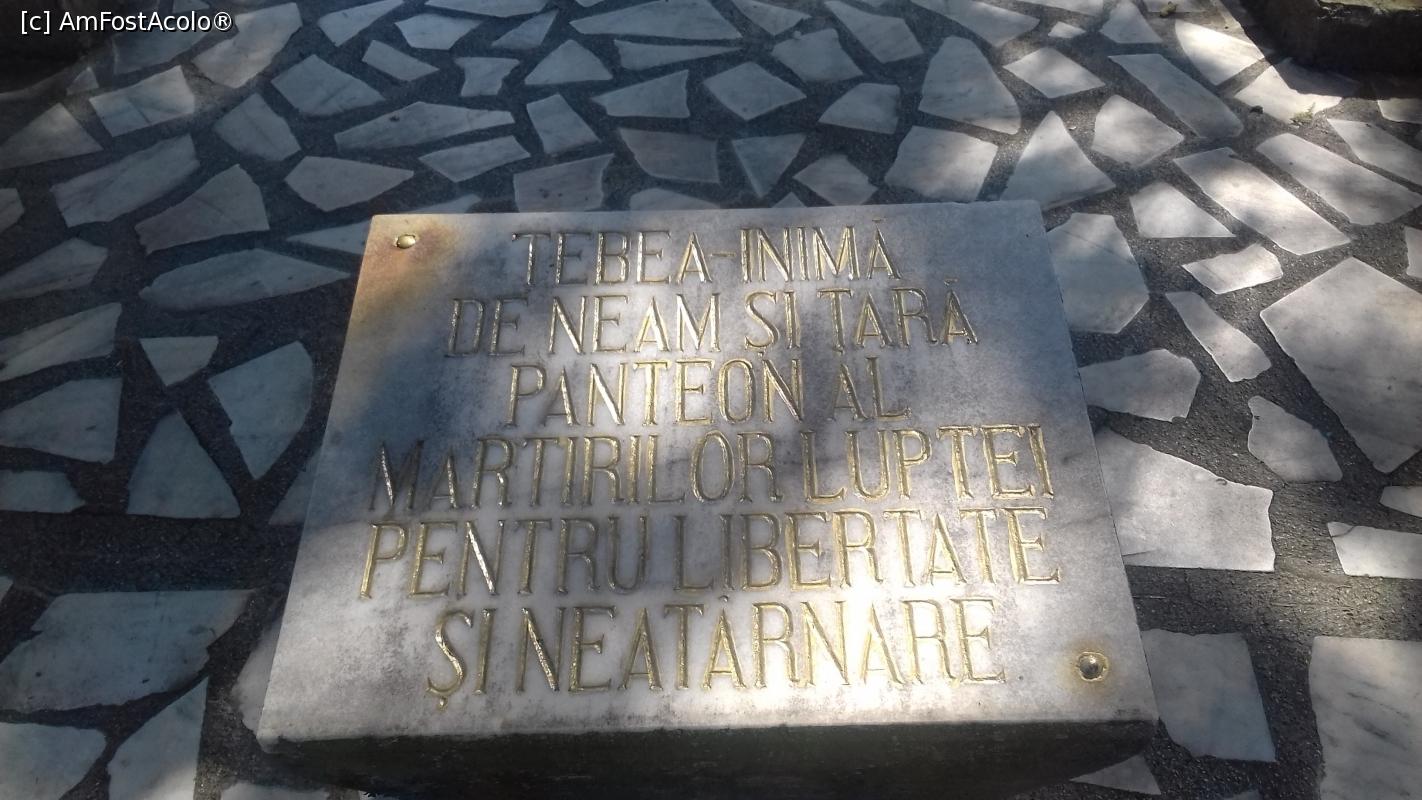 [c] AmFostAcolo®
TEBEA-INIMĂ
DE NEAM ȘI ȚARĂ
PANTEON AL
MARTIRILOR LUPTEI
PENTRU LIBERTATE
ȘI NEATÂRNARE